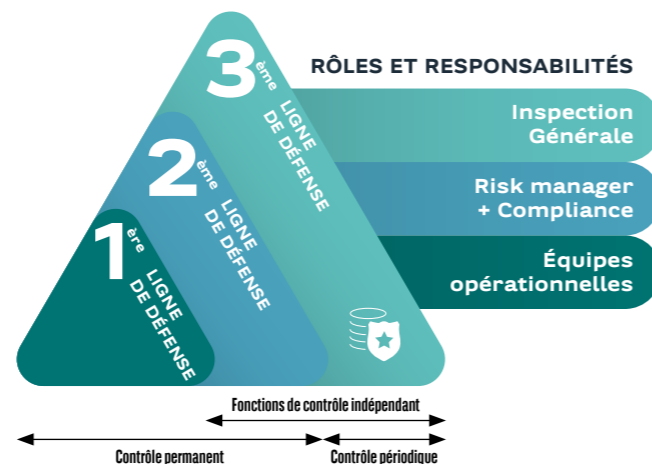 RÔLES ET RESPONSABILITÉS
3ème LIGNE
DE DÉFENSE
Inspection
Générale
2ème LIGNE
DE DÉFENSE
Risk manager
+ Compliance
1ère LIGNE
DE DÉFENSE
Équipes
opérationnelles
Fonctions de contrôle indépendant
Contrôle permanent
Contrôle périodique